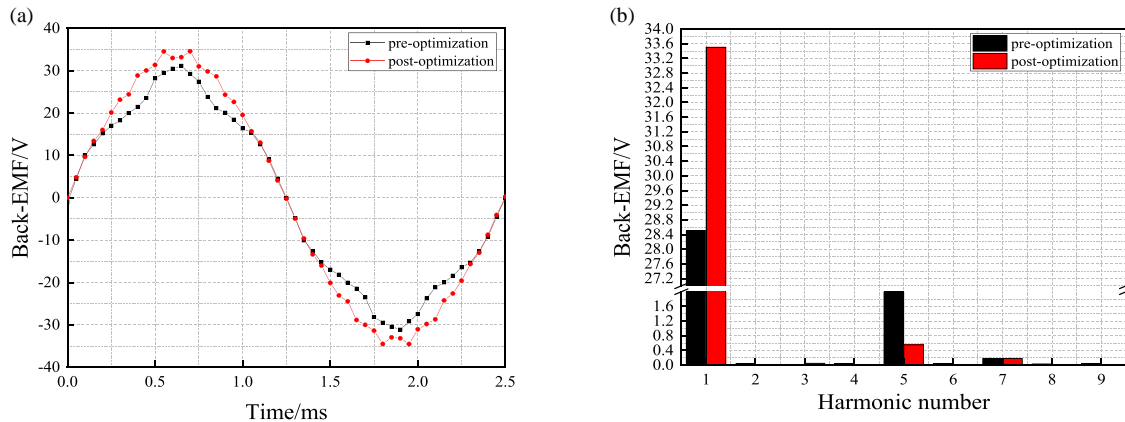 (a)
40
30
20
10
0
-10
-20
-30
-40
Back-EMF/V
pre-optimization
post-optimization
0.0 0.5 1.0 1.5 2.0 2.5
Time/ms
(b)
34.0
33.6
33.2
32.8
32.4
32.0
31.6
31.2
30.8
30.4
30.0
29.6
29.2
28.8
28.4
28.0
27.6
27.2
1.6
1.2
0.8
0.4
0.0
Back-EMF/V
pre-optimization
post-optimization
1 2 3 4 5 6 7 8 9
Harmonic number